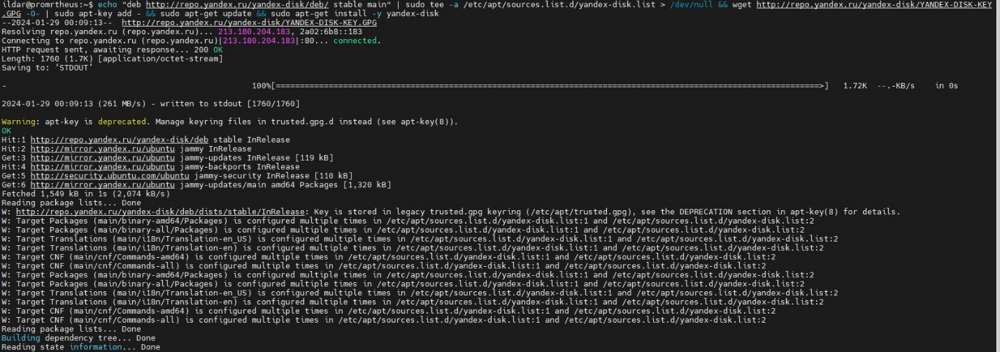 ildar@promrtheus:~$ echo "deb http://repo.yandex.ru/yandex-disk/deb/ stable main" | sudo tee -a /etc/apt/sources.list.d/yandex-disk.list > /dev/null && wget http://repo.yandex.ru/yandex-disk/YANDEX-DISK-KEY
.GPG -O- | sudo apt-key add - && sudo apt-get update && sudo apt-get install -y yandex-disk
--2024-01-29 00:09:13--  http://repo.yandex.ru/yandex-disk/YANDEX-DISK-KEY.GPG
Resolving repo.yandex.ru (repo.yandex.ru)... 213.180.204.183, 2a02:6b8::183
Connecting to repo.yandex.ru (repo.yandex.ru)|213.180.204.183|:80... connected.
HTTP request sent, awaiting response... 200 OK
Length: 1760 (1.7K) [application/octet-stream]
Saving to: ‘STDOUT’
- 100%[=================================================================================================================>] 1.72K --.-KB/s in 0s
2024-01-29 00:09:13 (261 MB/s) - written to stdout [1760/1760]
Warning: apt-key is deprecated. Manage keyring files in trusted.gpg.d instead (see apt-key(8)).
OK
Hit:1 http://repo.yandex.ru/yandex-disk/deb stable InRelease
Hit:2 http://mirror.yandex.ru/ubuntu jammy InRelease
Get:3 http://mirror.yandex.ru/ubuntu jammy-updates InRelease [119 kB]
Hit:4 http://mirror.yandex.ru/ubuntu jammy-backports InRelease
Get:5 http://security.ubuntu.com/ubuntu jammy-security InRelease [110 kB]
Get:6 http://mirror.yandex.ru/ubuntu jammy-updates/main amd64 Packages [1,320 kB]
Fetched 1,549 kB in 1s (2,074 kB/s)
Reading package lists... Done
W: http://repo.yandex.ru/yandex-disk/deb/dists/stable/InRelease: Key is stored in legacy trusted.gpg keyring (/etc/apt/trusted.gpg), see the DEPRECATION section in apt-key(8) for details.
W: Target Packages (main/binary-amd64/Packages) is configured multiple times in /etc/apt/sources.list.d/yandex-disk.list:1 and /etc/apt/sources.list.d/yandex-disk.list:2
W: Target Packages (main/binary-all/Packages) is configured multiple times in /etc/apt/sources.list.d/yandex-disk.list:1 and /etc/apt/sources.list.d/yandex-disk.list:2
W: Target Translations (main/i18n/Translation-en_US) is configured multiple times in /etc/apt/sources.list.d/yandex-disk.list:1 and /etc/apt/sources.list.d/yandex-disk.list:2
W: Target Translations (main/i18n/Translation-en) is configured multiple times in /etc/apt/sources.list.d/yandex-disk.list:1 and /etc/apt/sources.list.d/yandex-disk.list:2
W: Target CNF (main/cnf/Commands-amd64) is configured multiple times in /etc/apt/sources.list.d/yandex-disk.list:1 and /etc/apt/sources.list.d/yandex-disk.list:2
W: Target CNF (main/cnf/Commands-all) is configured multiple times in /etc/apt/sources.list.d/yandex-disk.list:1 and /etc/apt/sources.list.d/yandex-disk.list:2
W: Target Packages (main/binary-amd64/Packages) is configured multiple times in /etc/apt/sources.list.d/yandex-disk.list:1 and /etc/apt/sources.list.d/yandex-disk.list:2
W: Target Packages (main/binary-all/Packages) is configured multiple times in /etc/apt/sources.list.d/yandex-disk.list:1 and /etc/apt/sources.list.d/yandex-disk.list:2
W: Target Translations (main/i18n/Translation-en_US) is configured multiple times in /etc/apt/sources.list.d/yandex-disk.list:1 and /etc/apt/sources.list.d/yandex-disk.list:2
W: Target Translations (main/i18n/Translation-en) is configured multiple times in /etc/apt/sources.list.d/yandex-disk.list:1 and /etc/apt/sources.list.d/yandex-disk.list:2
W: Target CNF (main/cnf/Commands-amd64) is configured multiple times in /etc/apt/sources.list.d/yandex-disk.list:1 and /etc/apt/sources.list.d/yandex-disk.list:2
W: Target CNF (main/cnf/Commands-all) is configured multiple times in /etc/apt/sources.list.d/yandex-disk.list:1 and /etc/apt/sources.list.d/yandex-disk.list:2
Reading package lists... Done
Building dependency tree... Done
Reading state information... Done